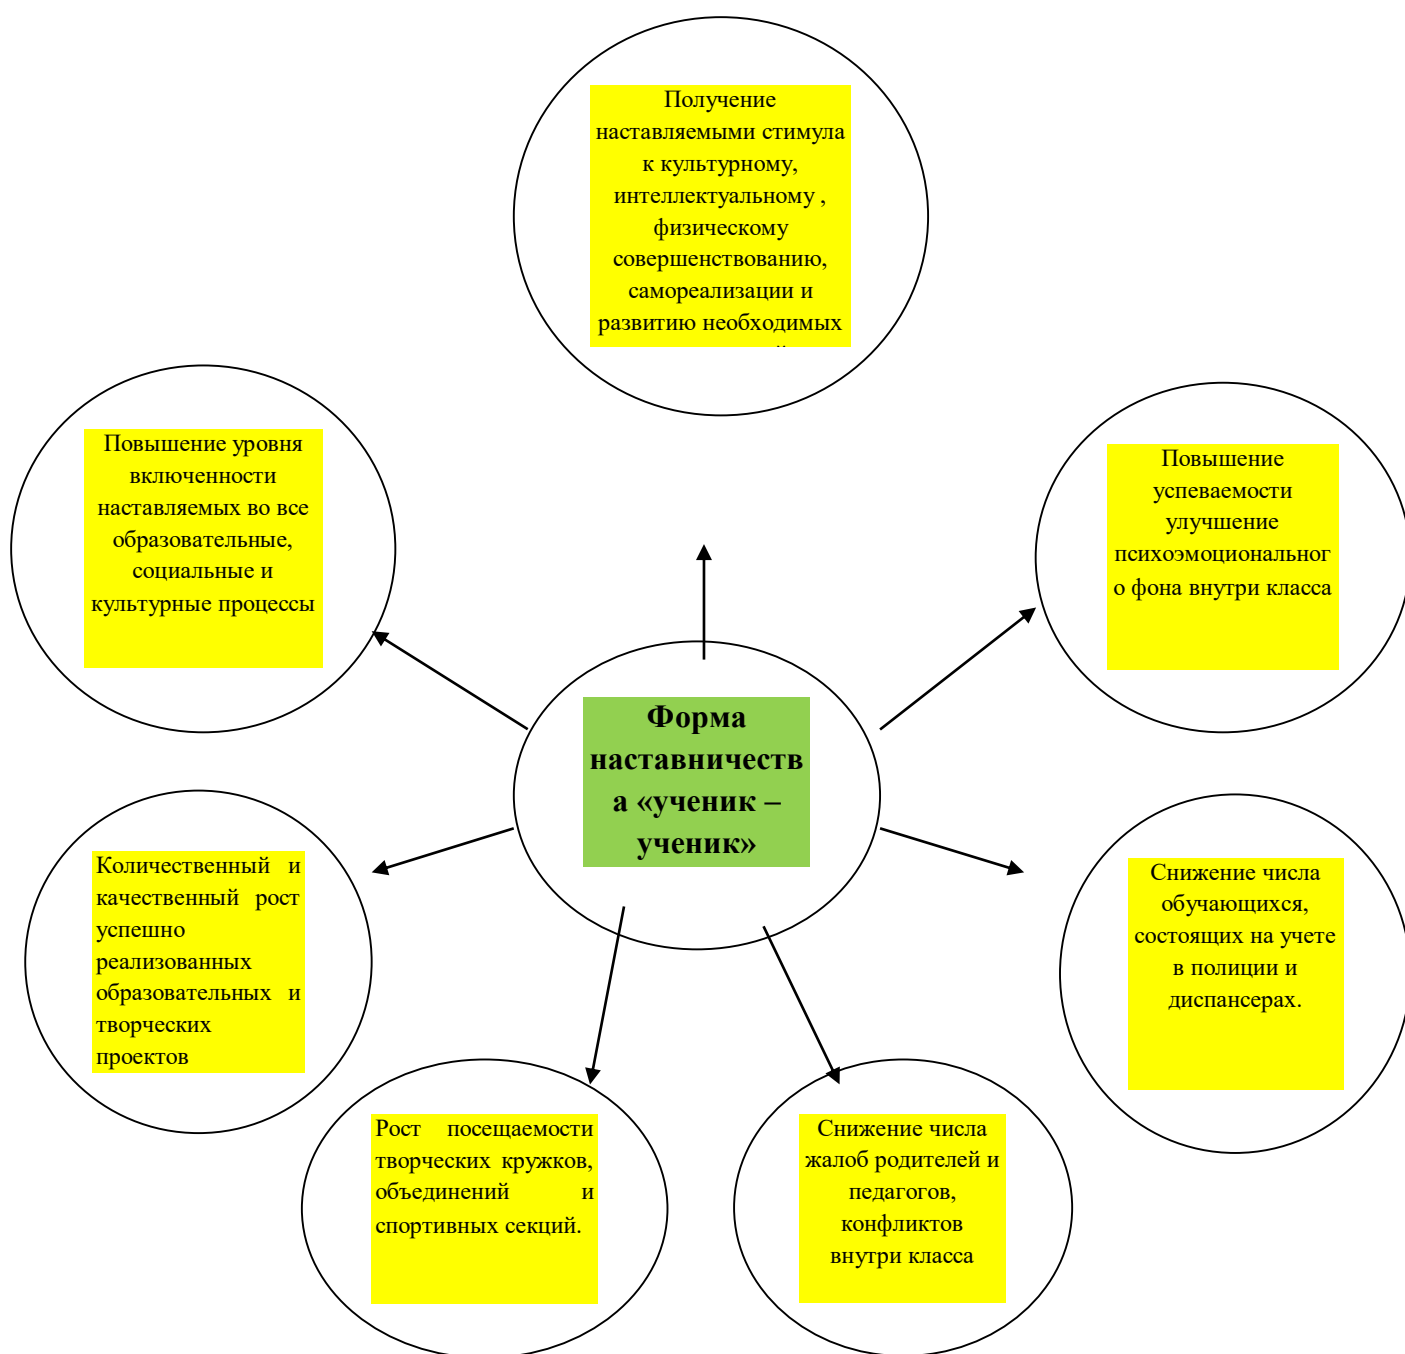 Получение
наставляемыми стимула
к культурному,
интеллектуальному ,
физическому
совершенствованию,
самореализации и
развитию необходимых
Повышение уровня
включенности
наставляемых во все
образовательные,
социальные и
культурные процессы
Повышение
успеваемости
улучшение
психоэмоциональног
о фона внутри класса
Форма
наставничеств
а «ученик –
ученик»
Количественный и
качественный рост
успешно
реализованных
образовательных и
творческих
проектов
Снижение числа
обучающихся,
состоящих на учете
в полиции и
диспансерах.
Рост посещаемости
творческих кружков,
объединений и
спортивных секций.
Снижение числа
жалоб родителей и
педагогов,
конфликтов
внутри класса